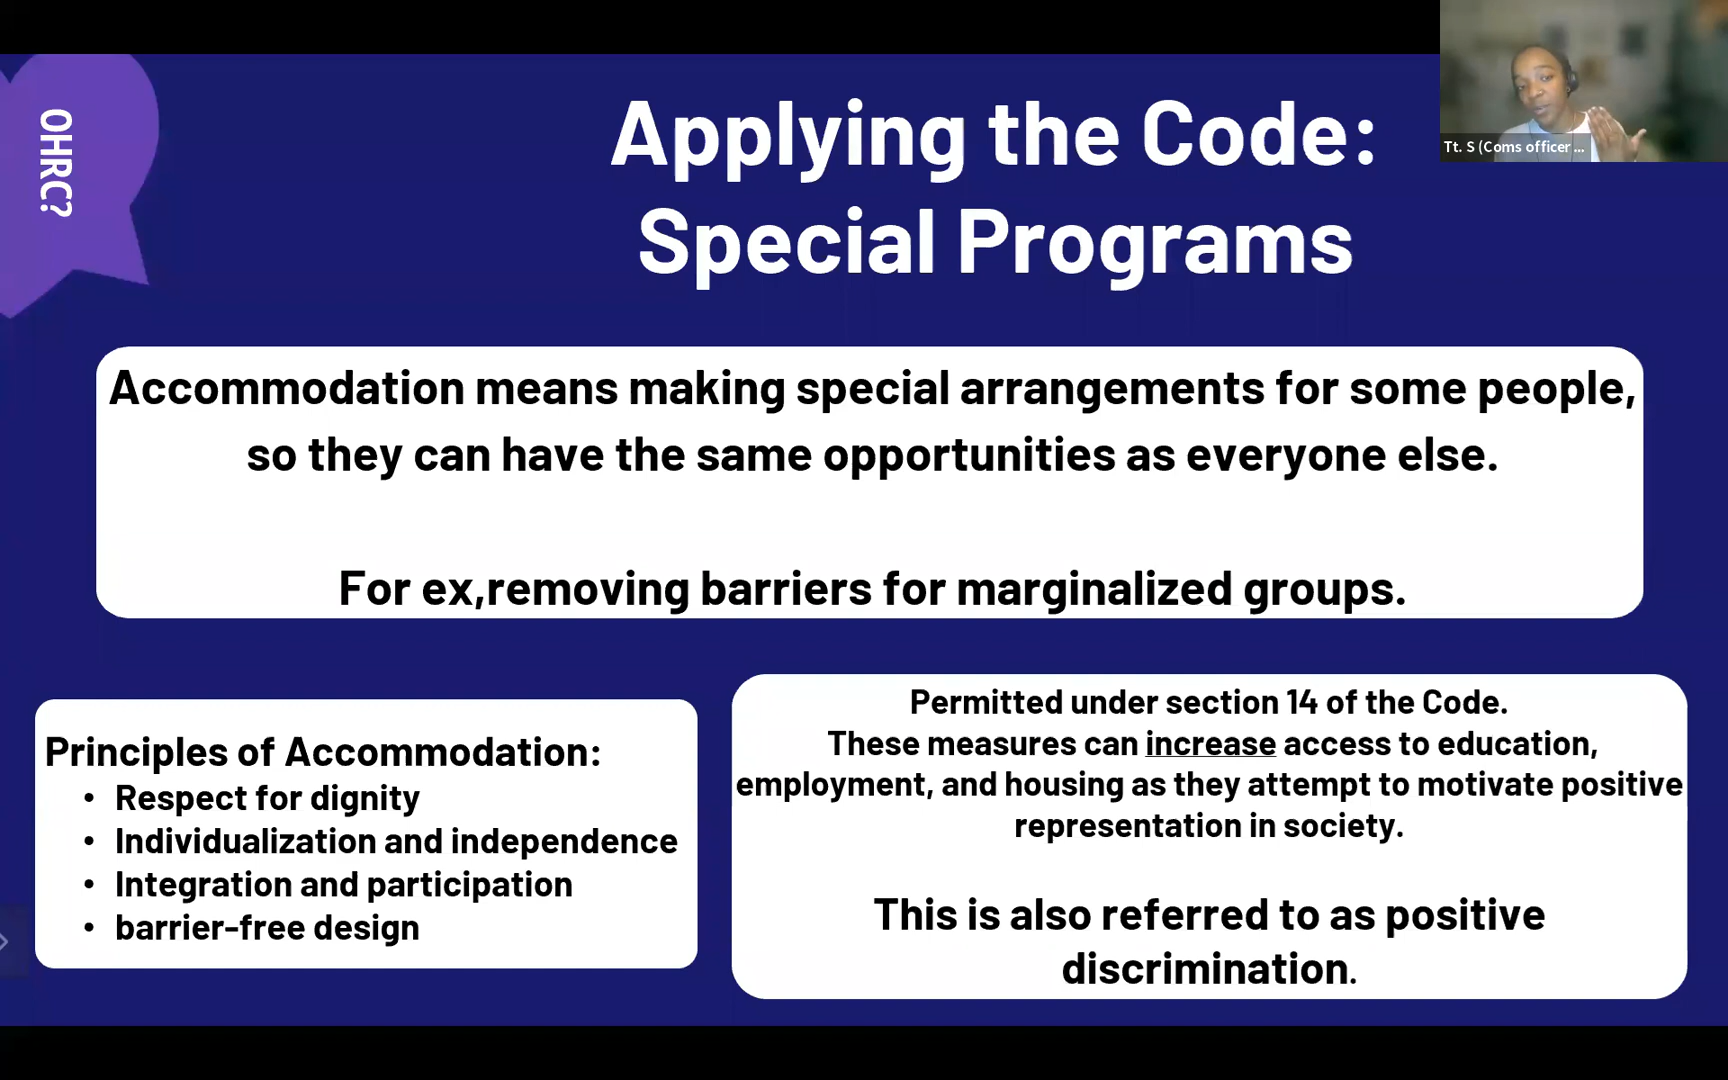 OHRC?
Applying the Code:
Special Programs
Tt. S (Coms officer ...
Accommodation means making special arrangements for some people,
so they can have the same opportunities as everyone else.
For ex,removing barriers for marginalized groups.
Principles of Accommodation:
• Respect for dignity
• Individualization and independence
• Integration and participation
• barrier-free design
Permitted under section 14 of the Code.
These measures can increase access to education,
employment, and housing as they attempt to motivate positive
representation in society.
This is also referred to as positive
discrimination.